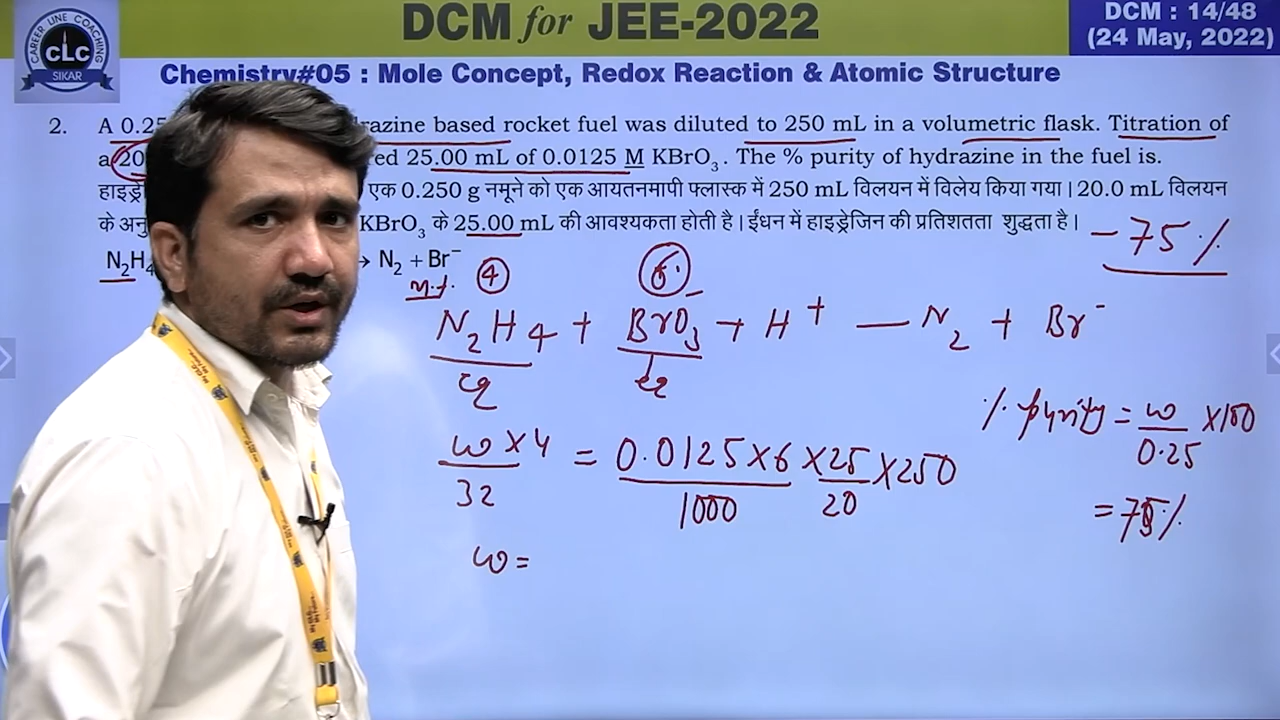 DCM for JEE-2022
DCM : 14/48
(24 May, 2022)
CAREER LINE COACHING
CLC
SIKAR
Chemistry#05 : Mole Concept, Redox Reaction & Atomic Structure
2. A 0.25 based rocket fuel was diluted to 250 mL in a volumetric flask. Titration of
a 20 25.00 mL of 0.0125 M KBrO₃. The % purity of hydrazine in the fuel is.
एक 0.250 g नमूने को एक आयतनमापी फ्लास्क में 250 mL विलयन में विलेय किया गया। 20.0 mL विलयन
के KBrO₃ के 25.00 mL की आवश्यकता होती है। ईंधन में हाइड्रेजिन की प्रतिशतता शुद्धता है।
– 75 %
N₂H₄ → N₂ + Br⁻
n.f. ④ ⑥
N₂H₄ + BrO₃⁻ + H⁺ — N₂ + Br⁻
eq eq
% purity = w/0.25 × 100
w × 4/32 = 0.0125 × 6/1000 × 25/20 × 250
= 75 %
w =